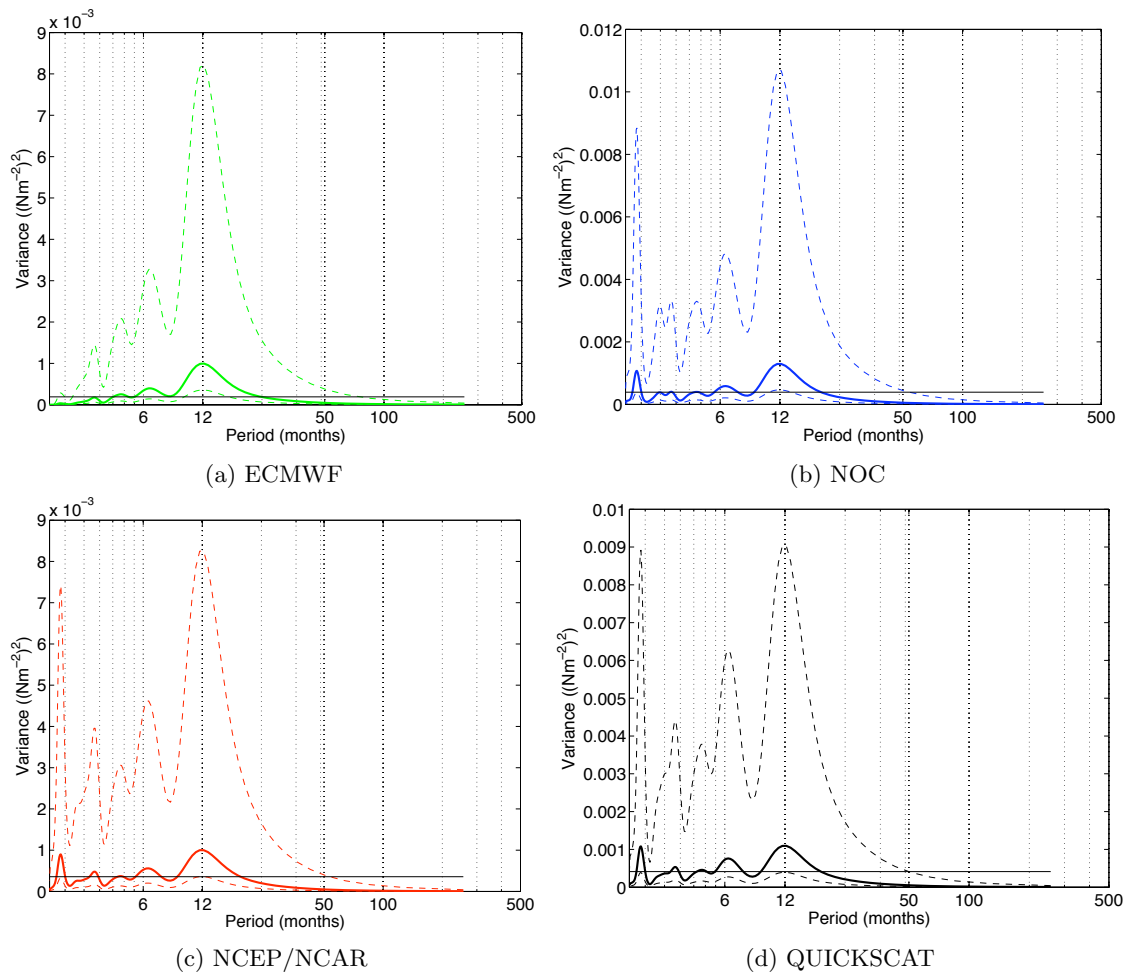 x 10⁻³
9
8
7
6
5
4
3
2
1
0
Variance ((Nm⁻²)²)
6 12 50 100 500
Period (months)
(a) ECMWF
0.012
0.01
0.008
0.006
0.004
0.002
0
Variance ((Nm⁻²)²)
6 12 50 100 500
Period (months)
(b) NOC
x 10⁻³
9
8
7
6
5
4
3
2
1
0
Variance ((Nm⁻²)²)
6 12 50 100 500
Period (months)
(c) NCEP/NCAR
0.01
0.009
0.008
0.007
0.006
0.005
0.004
0.003
0.002
0.001
0
Variance ((Nm⁻²)²)
6 12 50 100 500
Period (months)
(d) QUICKSCAT